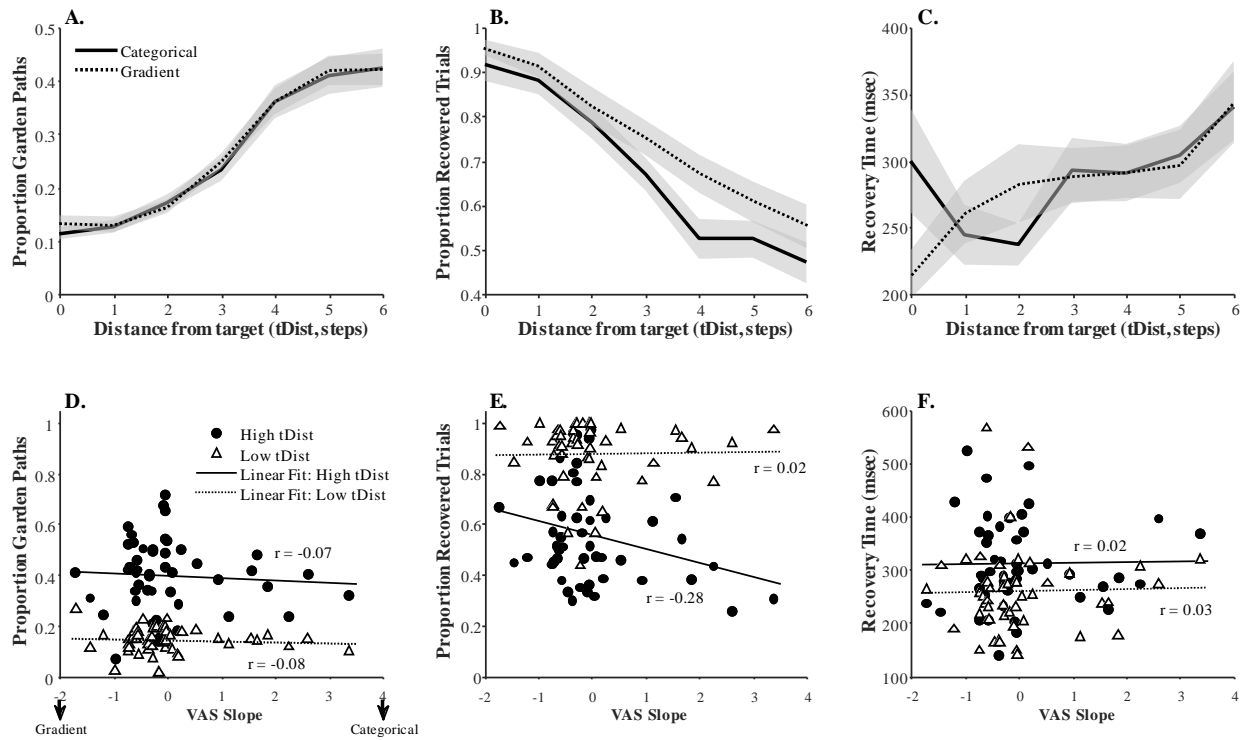 A.
0.5
0.4
0.3
0.2
0.1
0
Proportion Garden Paths
Categorical
Gradient
0 1 2 3 4 5 6
Distance from target (tDist, steps)
B.
1
0.9
0.8
0.7
0.6
0.5
0.4
Proportion Recovered Trials
0 1 2 3 4 5 6
Distance from target (tDist, steps)
C.
400
350
300
250
200
Recovery Time (msec)
0 1 2 3 4 5 6
Distance from target (tDist, steps)
D.
1
0.8
0.6
0.4
0.2
0
Proportion Garden Paths
High tDist
Low tDist
Linear Fit: High tDist
Linear Fit: Low tDist
r = -0.07
r = -0.08
-2 -1 0 1 2 3 4
VAS Slope
Gradient
Categorical
E.
1
0.8
0.6
0.4
0.2
0
Proportion Recovered Trials
r = 0.02
r = -0.28
-2 -1 0 1 2 3 4
VAS Slope
F.
600
500
400
300
200
100
Recovery Time (msec)
r = 0.02
r = 0.03
-2 -1 0 1 2 3 4
VAS Slope